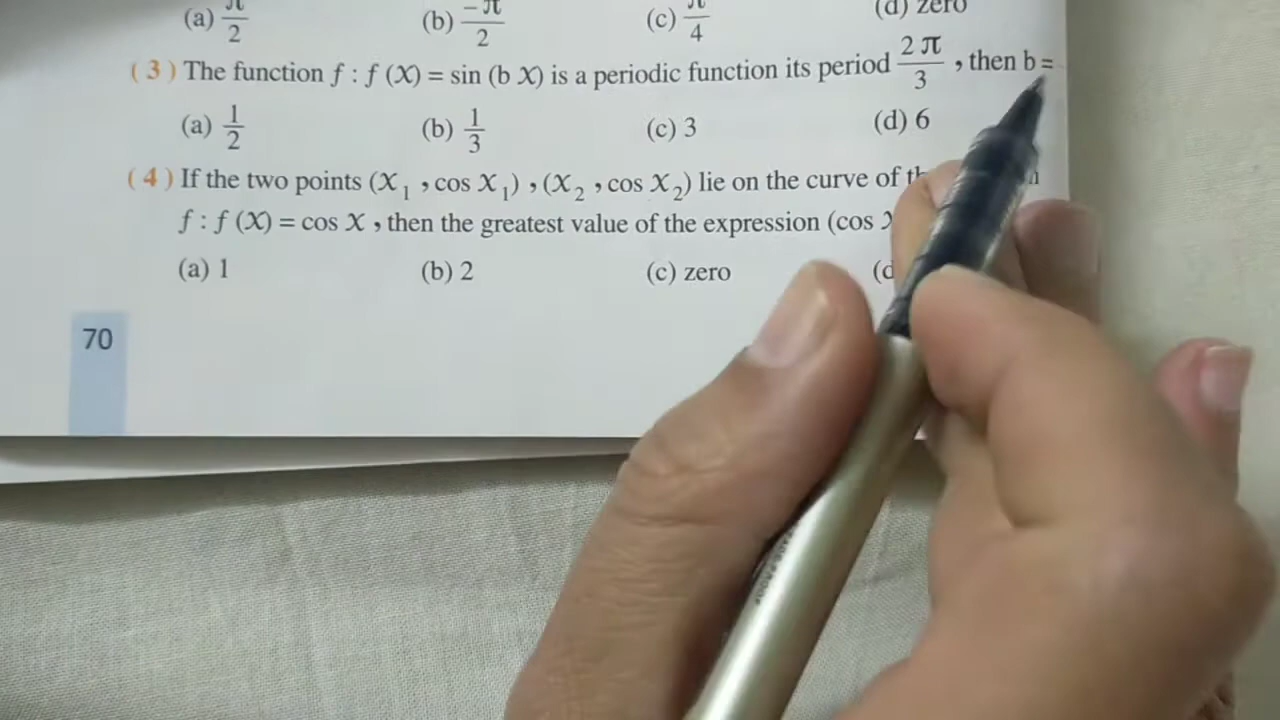 (a) π/2 (b) -π/2 (c) π/4 (d) zero
(3) The function f : f (X) = sin (b X) is a periodic function its period 2π/3 , then b =
(a) 1/2 (b) 1/3 (c) 3 (d) 6
(4) If the two points (X₁ , cos X₁) , (X₂ , cos X₂) lie on the curve of
f : f (X) = cos X , then the greatest value of the expression (cos
(a) 1 (b) 2 (c) zero
70